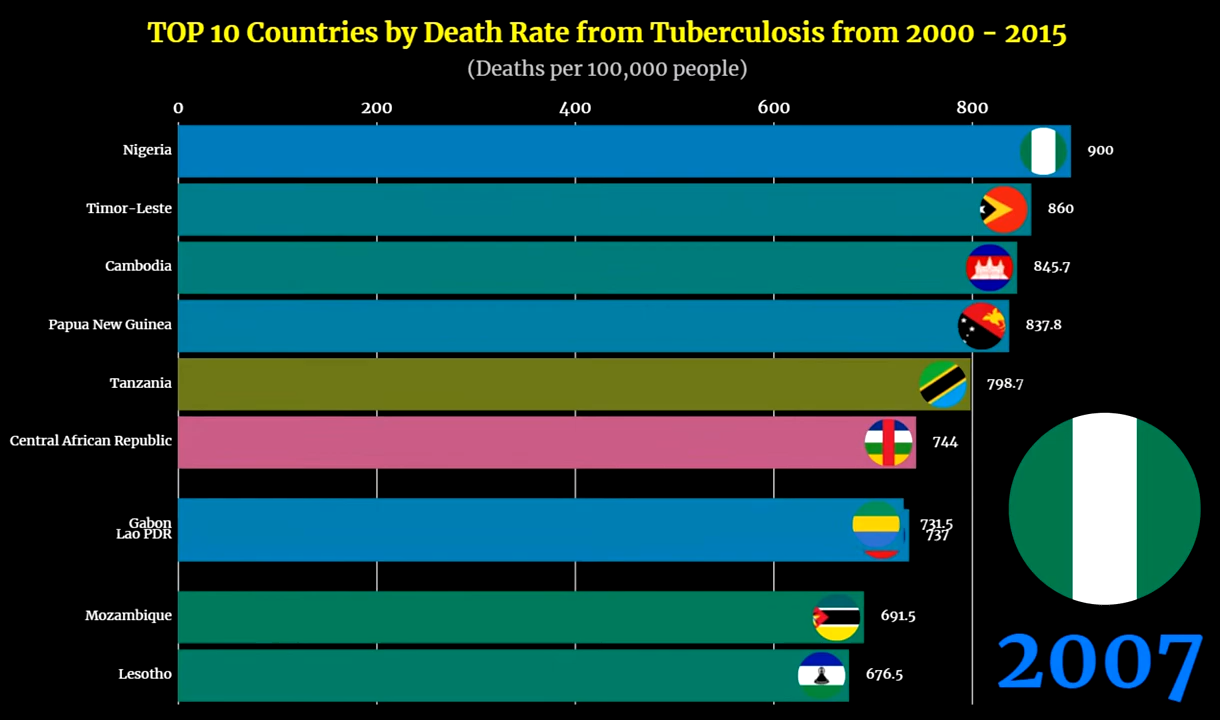 TOP 10 Countries by Death Rate from Tuberculosis from 2000 - 2015
(Deaths per 100,000 people)
0 200 400 600 800
Nigeria 900
Timor-Leste 860
Cambodia 845.7
Papua New Guinea 837.8
Tanzania 798.7
Central African Republic 744
Gabon 731.5
Lao PDR 737
Mozambique 691.5
Lesotho 676.5
2007